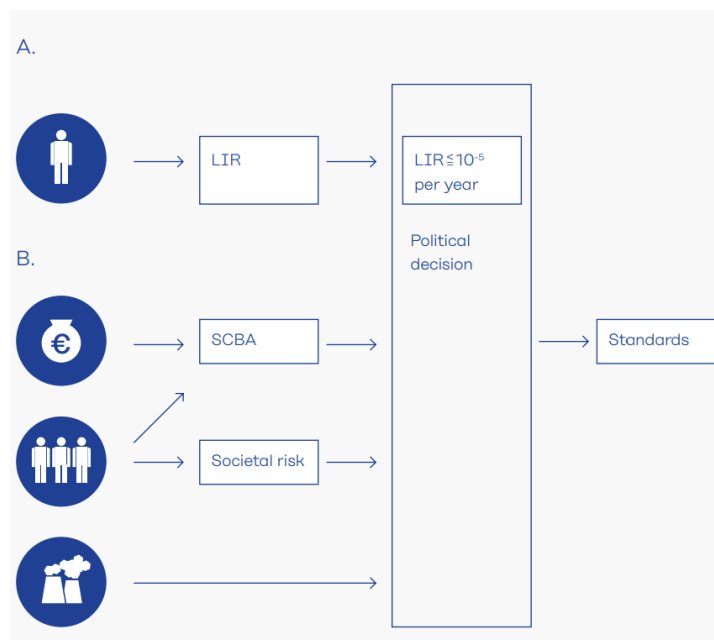 A.
LIR
LIR ≦ 10⁻⁵
per year
Political
decision
B.
€
SCBA
Standards
Societal risk